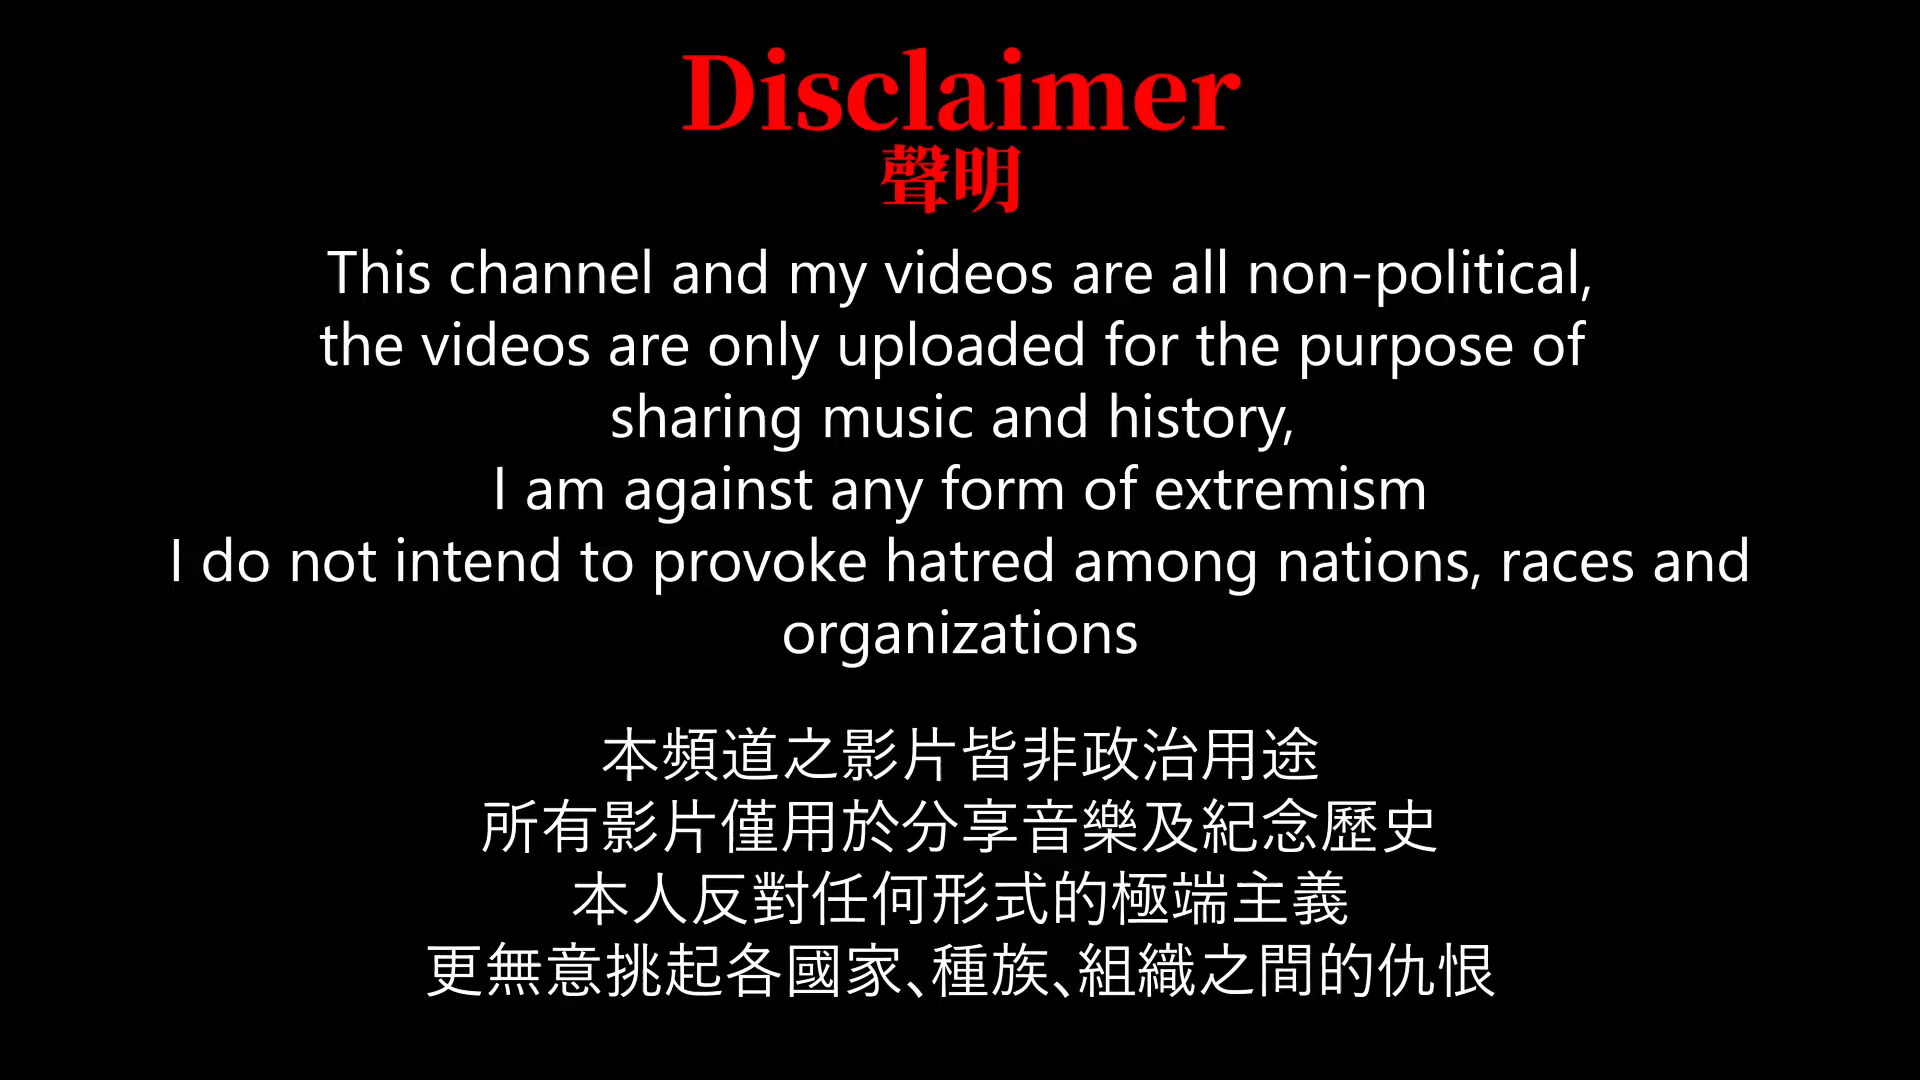 Disclaimer
聲明
This channel and my videos are all non-political,
the videos are only uploaded for the purpose of
sharing music and history,
I am against any form of extremism
I do not intend to provoke hatred among nations, races and
organizations
本頻道之影片皆非政治用途
所有影片僅用於分享音樂及紀念歷史
本人反對任何形式的極端主義
更無意挑起各國家、種族、組織之間的仇恨